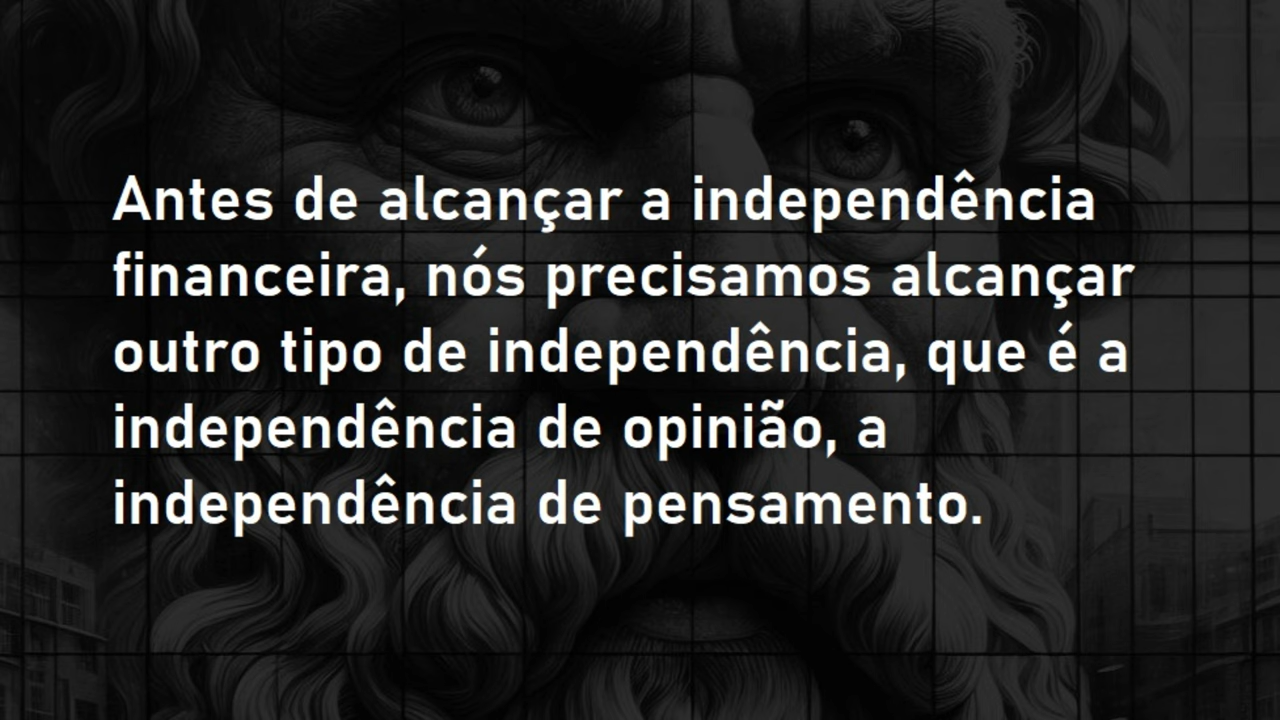 Antes de alcançar a independência
financeira, nós precisamos alcançar
outro tipo de independência, que é a
independência de opinião, a
independência de pensamento.